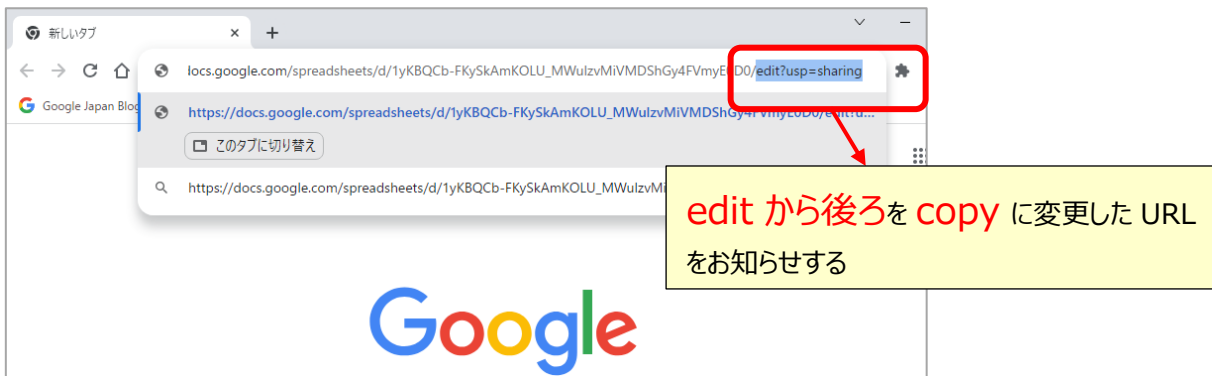 新しいタブ
locs.google.com/spreadsheets/d/1yKBQCb-FKySkAmKOLU_MWulzvMiVMDShGy4FVmyE0D0/edit?usp=sharing
Google Japan Blog
https://docs.google.com/spreadsheets/d/1yKBQCb-FKySkAmKOLU_MWulzvMiVMDShGy4FVmyE0D0/edit?u...
このタブに切り替え
https://docs.google.com/spreadsheets/d/1yKBQCb-FKySkAmKOLU_MWulzvMi
edit から後ろを copy に変更した URL
をお知らせする
Google